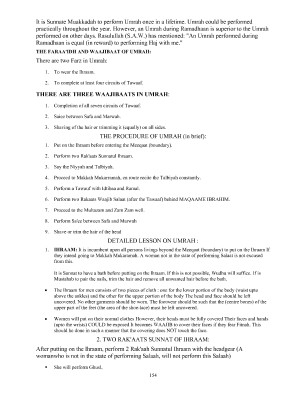 It is Sunnate Muakkadah to perform Umrah once in a lifetime. Umrah could be performed
practically throughout the year. However, an Umrah during Ramadhaan is superior to the Umrah
performed on other days. Rasulullah (S.A.W.) has mentioned: "An Umrah performed during
Ramadhaan is equal (in reward) to performing Haj with me."
THE FARAA'IDH AND WAAJIBAAT OF UMRAH:
There are two Farz in Umrah:
1. To wear the Ihraam.
2. To complete at least four circuits of Tawaaf.
THERE ARE THREE WAAJIBAATS IN UMRAH:
1. Completion of all seven circuits of Tawaaf.
2. Saiee between Safa and Marwah.
3. Shaving of the hair or trimming it (equally) on all sides.
THE PROCEDURE OF UMRAH (in brief):
1. Put on the Ihraam before entering the Meeqaat (boundary).
2. Perform two Rak'aats Sunnatul Ihraam.
3. Say the Niyyah and Talbiyah.
4. Proceed to Makkah Mukarramah, en route recite the Talbiyah constantly.
5. Perform a Tawaaf with Idhtibaa and Ramal.
6. Perform two Rakaats Waajib Salaat (after the Tawaaf) behind MAQAAME IBRAHIM.
7. Proceed to the Multazam and Zam Zam well.
8. Perform Saiee between Safa and Marwah
9. Shave or trim the hair of the head
DETAILED LESSON ON UMRAH :
1. IHRAAM: It is incumbent upon all persons living beyond the Meeqaat (boundary) to put on the Ihraam if
they intend going to Makkah Mukarramah. A woman not in the state of performing Salaat is not excused
from this.
It is Sunnat to have a bath before putting on the Ihraam. If this is not possible, Wudhu will suffice. It is
Mustahab to pair the nails, trim the hair and remove all unwanted hair before the bath.
• The Ihraam for men consists of two pieces of cloth: one for the lower portion of the body (waist upto
above the ankles) and the other for the upper portion of the body The head and face should be left
uncovered. No other garments should be worn. The footwear should be such that the (centre bones) of the
upper part of the feet (the area of the shoe lace) must be left uncovered.
• Women will put on their normal clothes However, their heads must be fully covered Their faces and hands
(upto the wrists) COULD be exposed It becomes WAAJIB to cover their faces if they fear Fitnah. This
should be done in such a manner that the covering does NOT touch the face.
2. TWO RAK'AATS SUNNAT OF IHRAAM:
After putting on the Ihraam, perform 2 Rak'aah Sunnatul Ihraam with the headgear (A
womanwho is not in the state of performing Salaah, will not perform this Salaah)
• She will perform Ghusl,
154